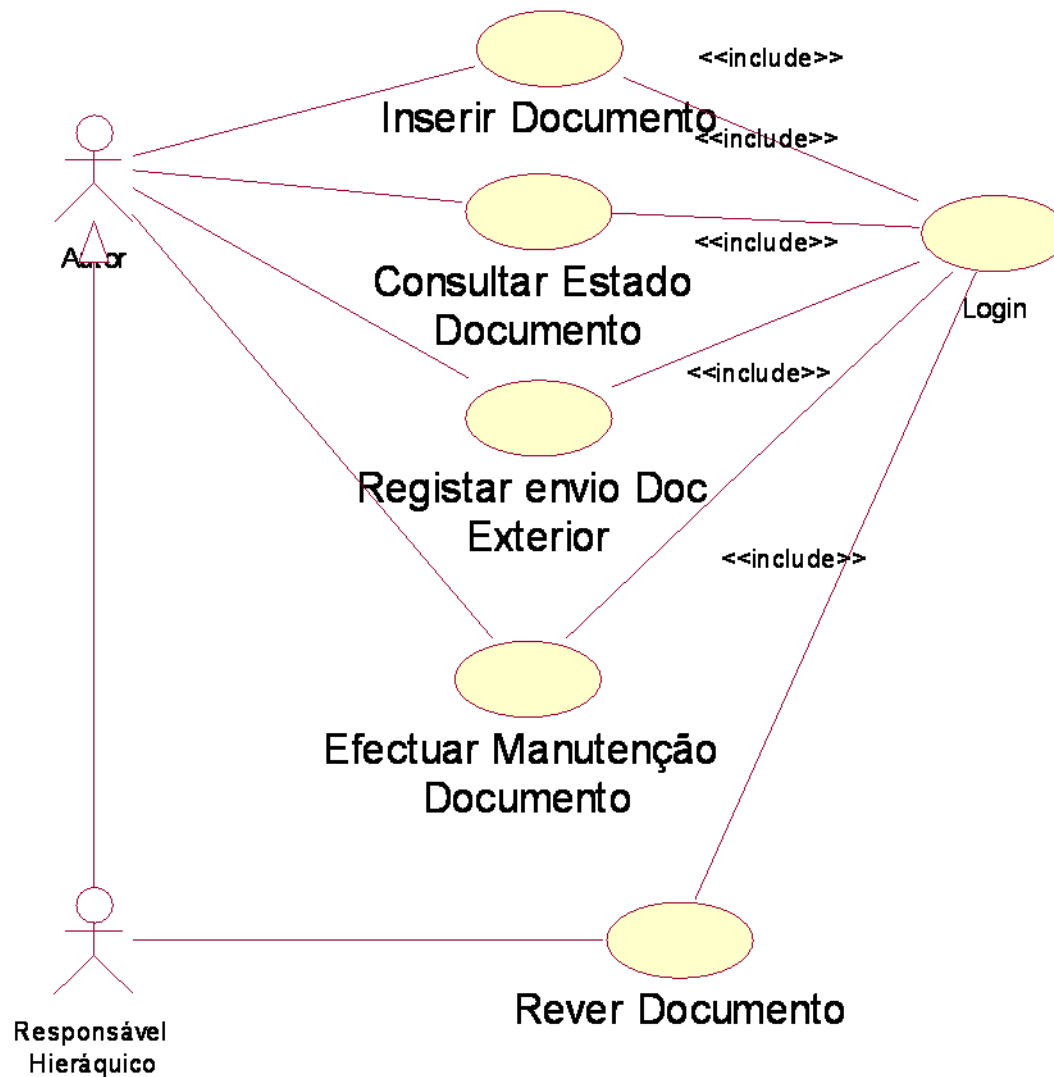 <<include>>
Inserir Documento
<<include>>
Autor
<<include>>
Consultar Estado
Documento
Login
<<include>>
Registar envio Doc
Exterior
<<include>>
Efectuar Manutenção
Documento
Rever Documento
Responsável
Hieráquico